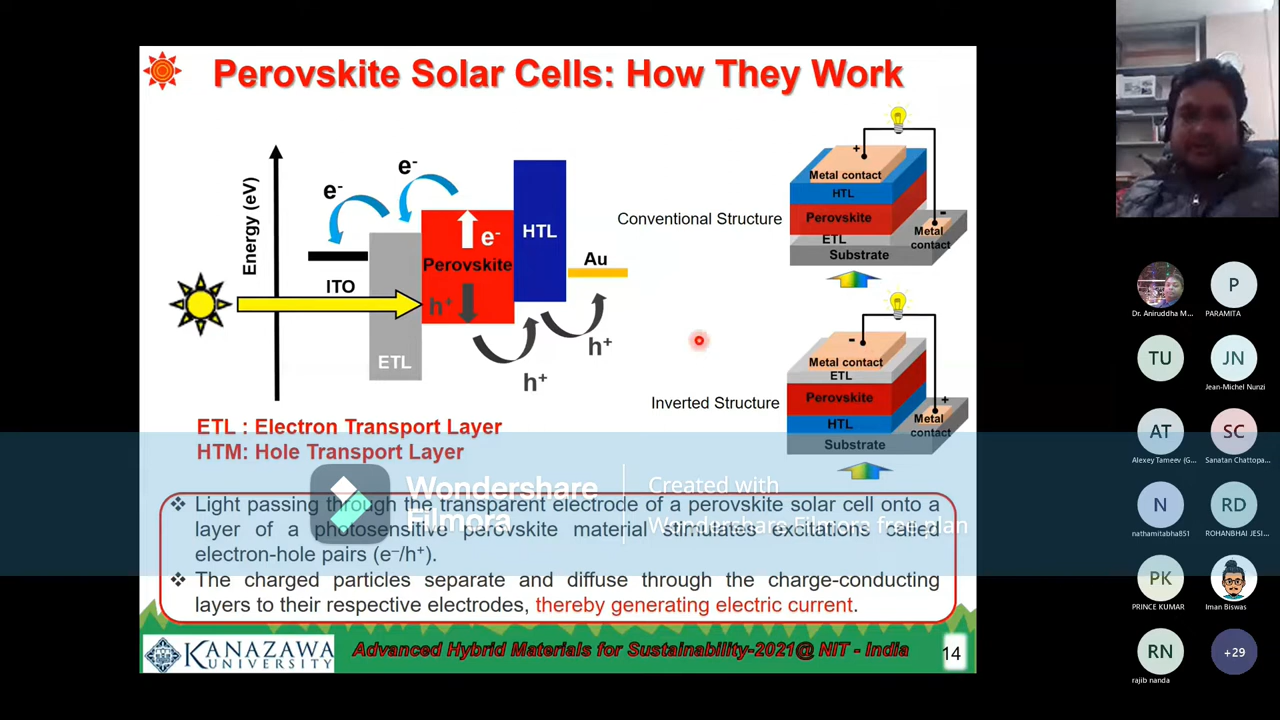 Perovskite Solar Cells: How They Work
Energy (eV)
e-
e-
e-
HTL
Perovskite
Au
ITO
h+
ETL
h+
h+
Conventional Structure
+
Metal contact
HTL
Perovskite
-
ETL
Metal
contact
Substrate
Inverted Structure
-
Metal contact
ETL
Perovskite
+
HTL
Metal
contact
Substrate
ETL : Electron Transport Layer
HTM: Hole Transport Layer
Wondershare
Filmora
Created with
Wondershare Filmora free plan
❖ Light passing through the transparent electrode of a perovskite solar cell onto a
layer of a photosensitive perovskite material stimulates excitations called
electron-hole pairs (e−/h+).
❖ The charged particles separate and diffuse through the charge-conducting
layers to their respective electrodes, thereby generating electric current.
KANAZAWA
UNIVERSITY
Advanced Hybrid Materials for Sustainability-2021@ NIT - India
14
Dr. Aniruddha M...
P
PARAMITA
TU
JN
Jean-Michel Nunzi
AT
Alexey Tameev (G...
SC
Sanatan Chattopa...
N
nathamitabha851
RD
ROHANBHAI JESI...
PK
PRINCE KUMAR
Iman Biswas
RN
rajib nanda
+29